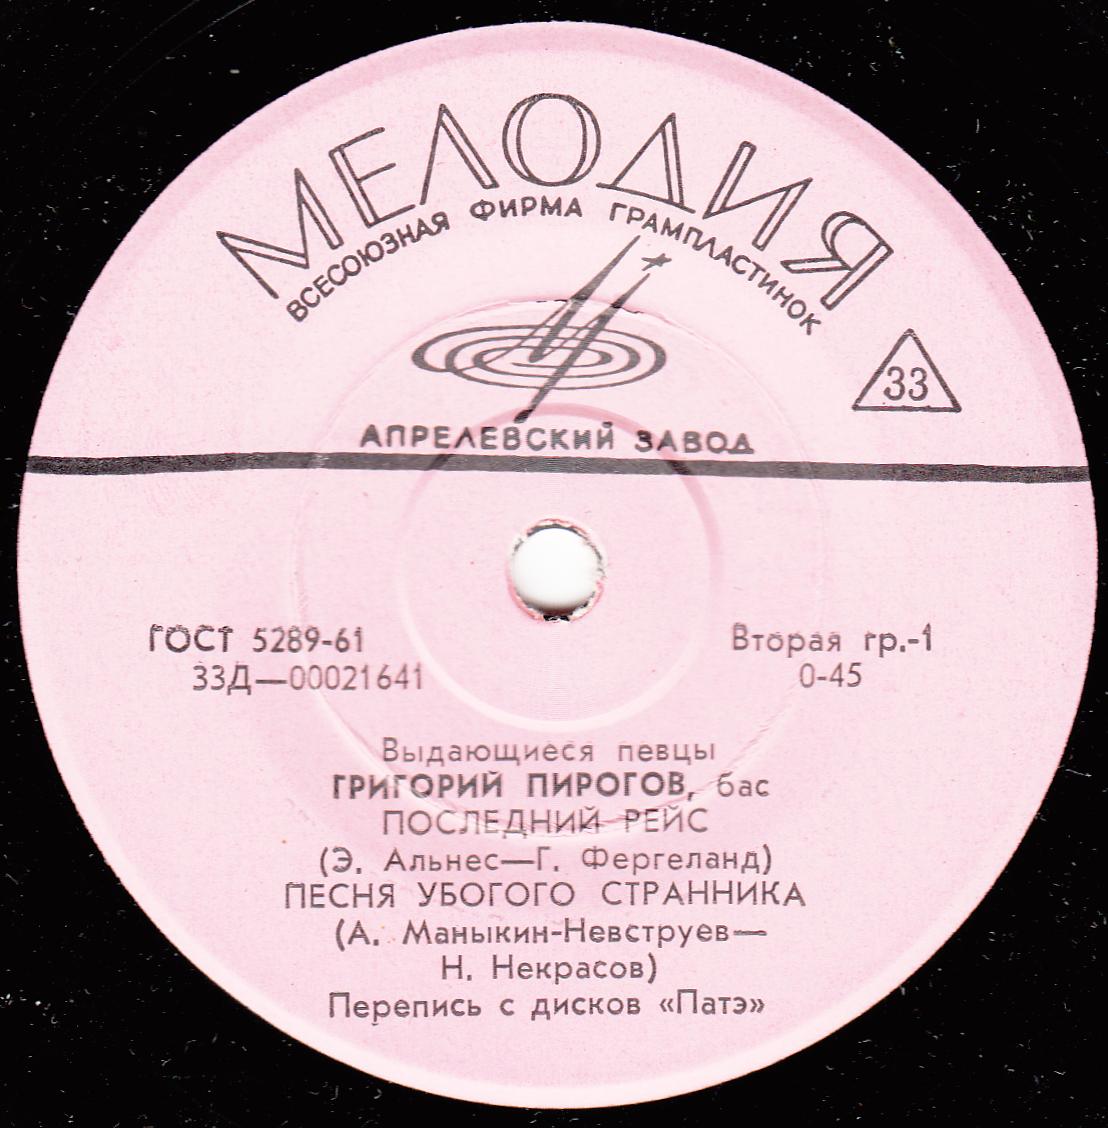 МЕЛОДИЯ
ВСЕСОЮЗНАЯ ФИРМА ГРАМПЛАСТИНОК
33
АПРЕЛЕВСКИЙ ЗАВОД
ГОСТ 5289-61
Вторая гр.-1
33Д—00021641
0-45
Выдающиеся певцы
ГРИГОРИЙ ПИРОГОВ, бас
ПОСЛЕДНИЙ РЕЙС
(Э. Альнес—Г. Фергеланд)
ПЕСНЯ УБОГОГО СТРАННИКА
(А. Маныкин-Невструев—
Н. Некрасов)
Перепись с дисков «Патэ»